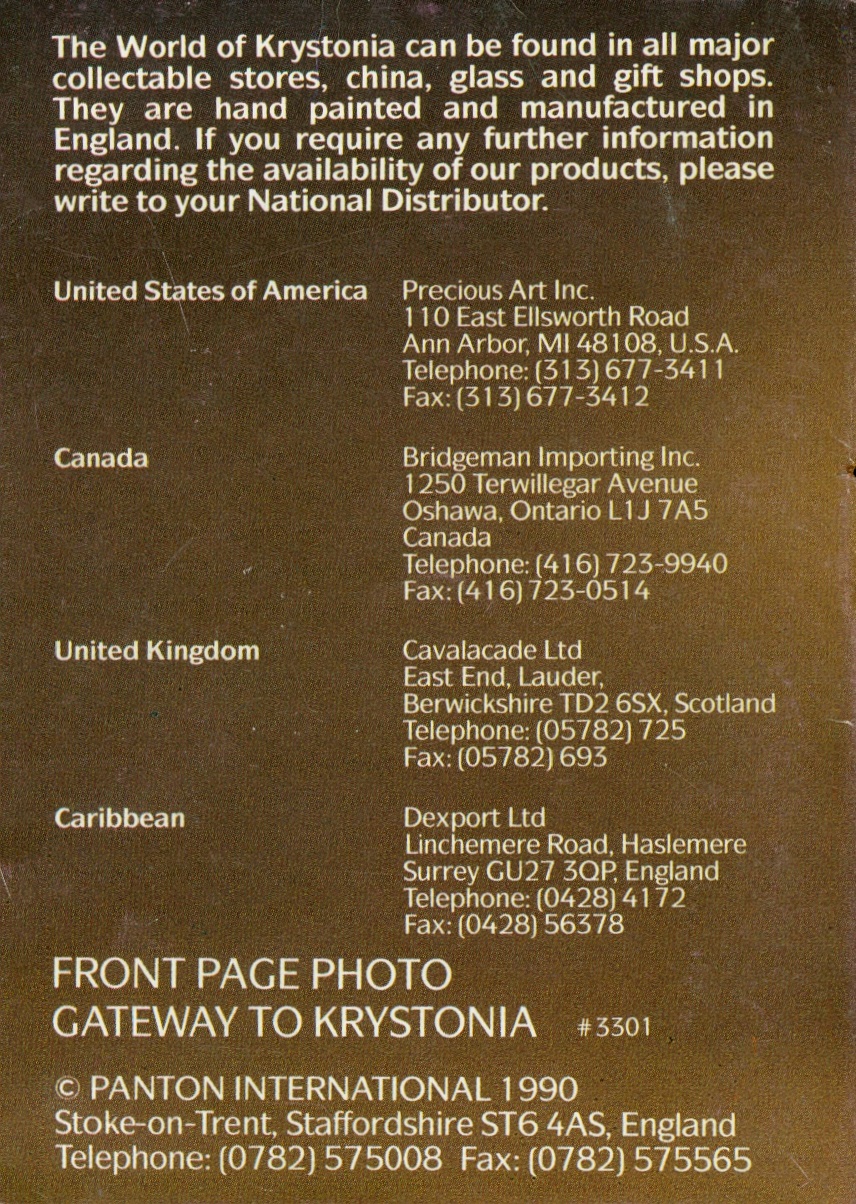 The World of Krystonia can be found in all major
collectable stores, china, glass and gift shops.
They are hand painted and manufactured in
England. If you require any further information
regarding the availability of our products, please
write to your National Distributor.
United States of America
Precious Art Inc.
110 East Ellsworth Road
Ann Arbor, MI 48108, U.S.A.
Telephone: (313) 677-3411
Fax: (313) 677-3412
Canada
Bridgeman Importing Inc.
1250 Terwillegar Avenue
Oshawa, Ontario L1J 7A5
Canada
Telephone: (416) 723-9940
Fax: (416) 723-0514
United Kingdom
Cavalacade Ltd
East End, Lauder,
Berwickshire TD2 6SX, Scotland
Telephone: (05782) 725
Fax: (05782) 693
Caribbean
Dexport Ltd
Linchemere Road, Haslemere
Surrey GU27 3QP, England
Telephone: (0428) 4172
Fax: (0428) 56378
FRONT PAGE PHOTO
GATEWAY TO KRYSTONIA #3301
© PANTON INTERNATIONAL 1990
Stoke-on-Trent, Staffordshire ST6 4AS, England
Telephone: (0782) 575008 Fax: (0782) 575565